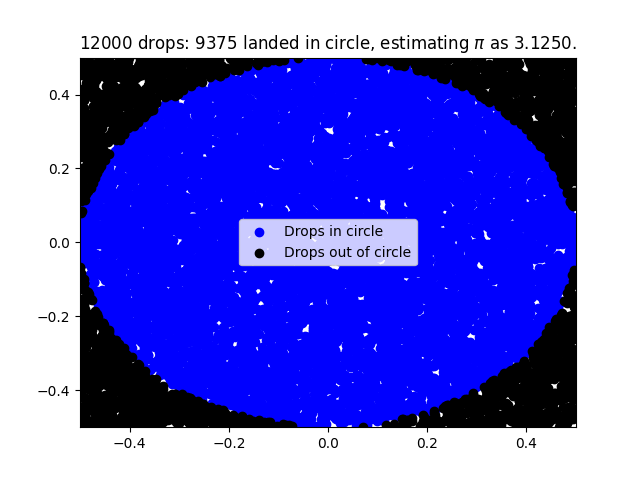 12000 drops: 9375 landed in circle, estimating π as 3.1250.
0.4
0.2
0.0
−0.2
−0.4
Drops in circle
Drops out of circle
−0.4 −0.2 0.0 0.2 0.4